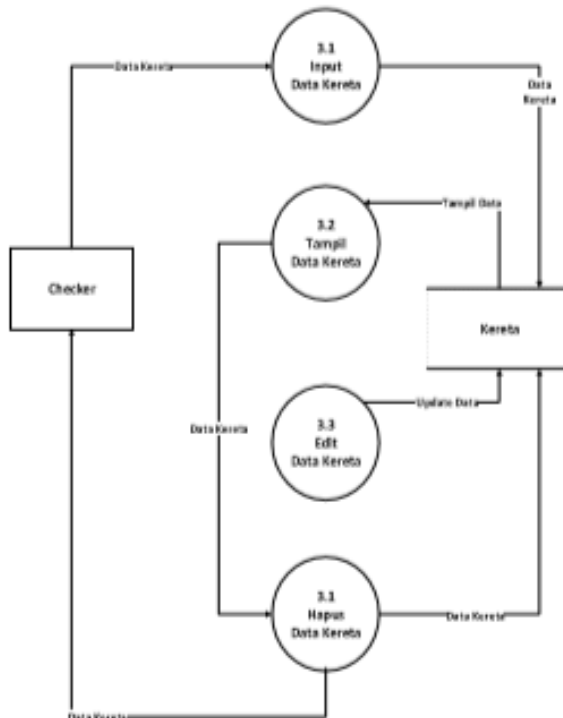 3.1
Input
Data Kereta
Data Kereta
Data
Kereta
3.2
Tampil
Data Kereta
Tampil Data
Checker
Kereta
3.3
Edit
Data Kereta
Update Data
Data Kereta
3.1
Hapus
Data Kereta
Data Kereta
Data Kereta